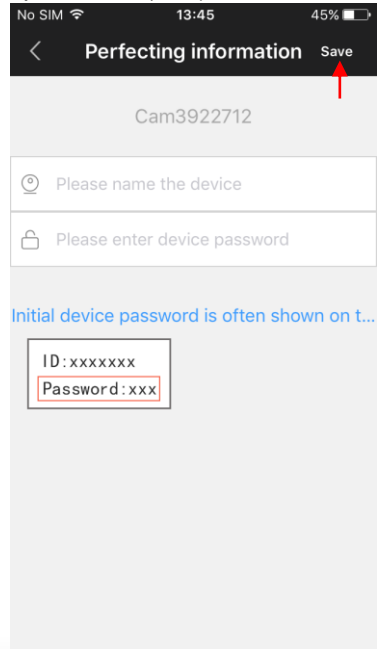 No SIM 13:45 45%
Perfecting information Save
Cam3922712
Please name the device
Please enter device password
Initial device password is often shown on t...
ID:xxxxxxx
Password:xxx